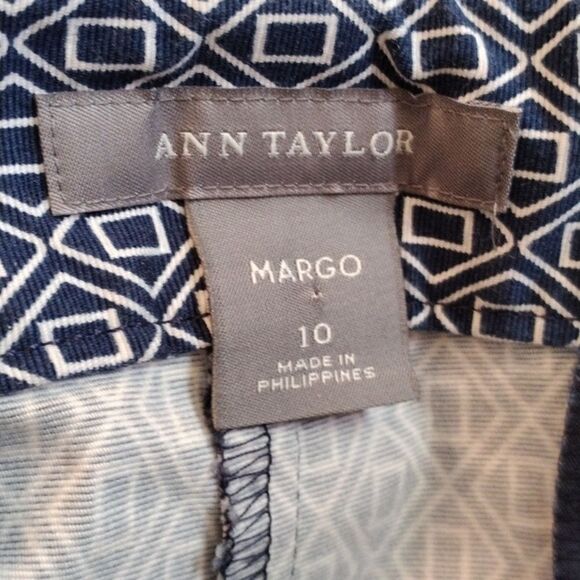 ANN TAYLOR
MARGO
10
MADE IN
PHILIPPINES